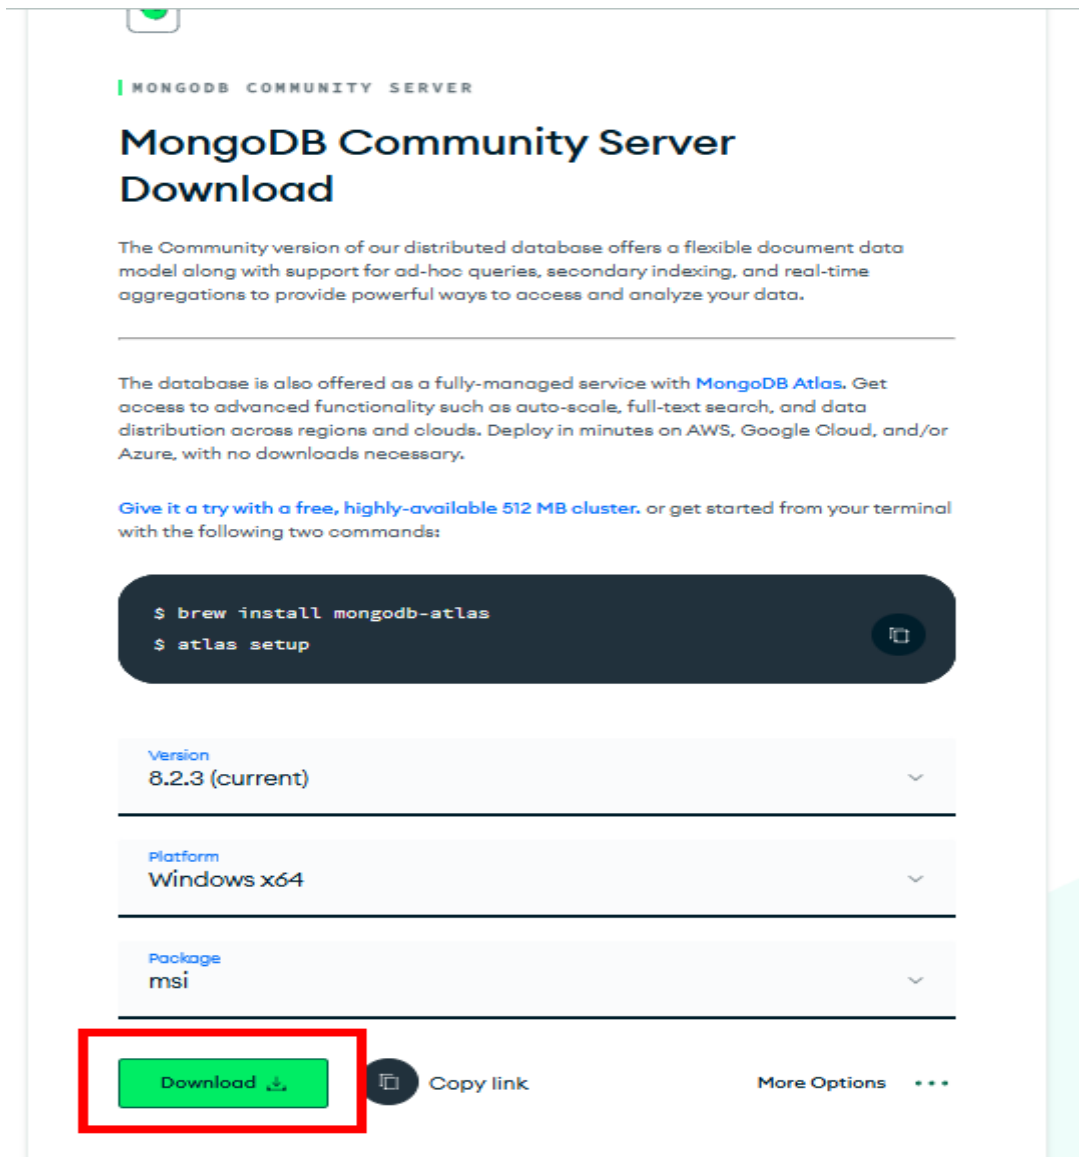 MONGODB COMMUNITY SERVER
MongoDB Community Server
Download
The Community version of our distributed database offers a flexible document data
model along with support for ad-hoc queries, secondary indexing, and real-time
aggregations to provide powerful ways to access and analyze your data.
The database is also offered as a fully-managed service with MongoDB Atlas. Get
access to advanced functionality such as auto-scale, full-text search, and data
distribution across regions and clouds. Deploy in minutes on AWS, Google Cloud, and/or
Azure, with no downloads necessary.
Give it a try with a free, highly-available 512 MB cluster. or get started from your terminal
with the following two commands:
$ brew install mongodb-atlas
$ atlas setup
Version
8.2.3 (current)
Platform
Windows x64
Package
msi
Download Copy link More Options